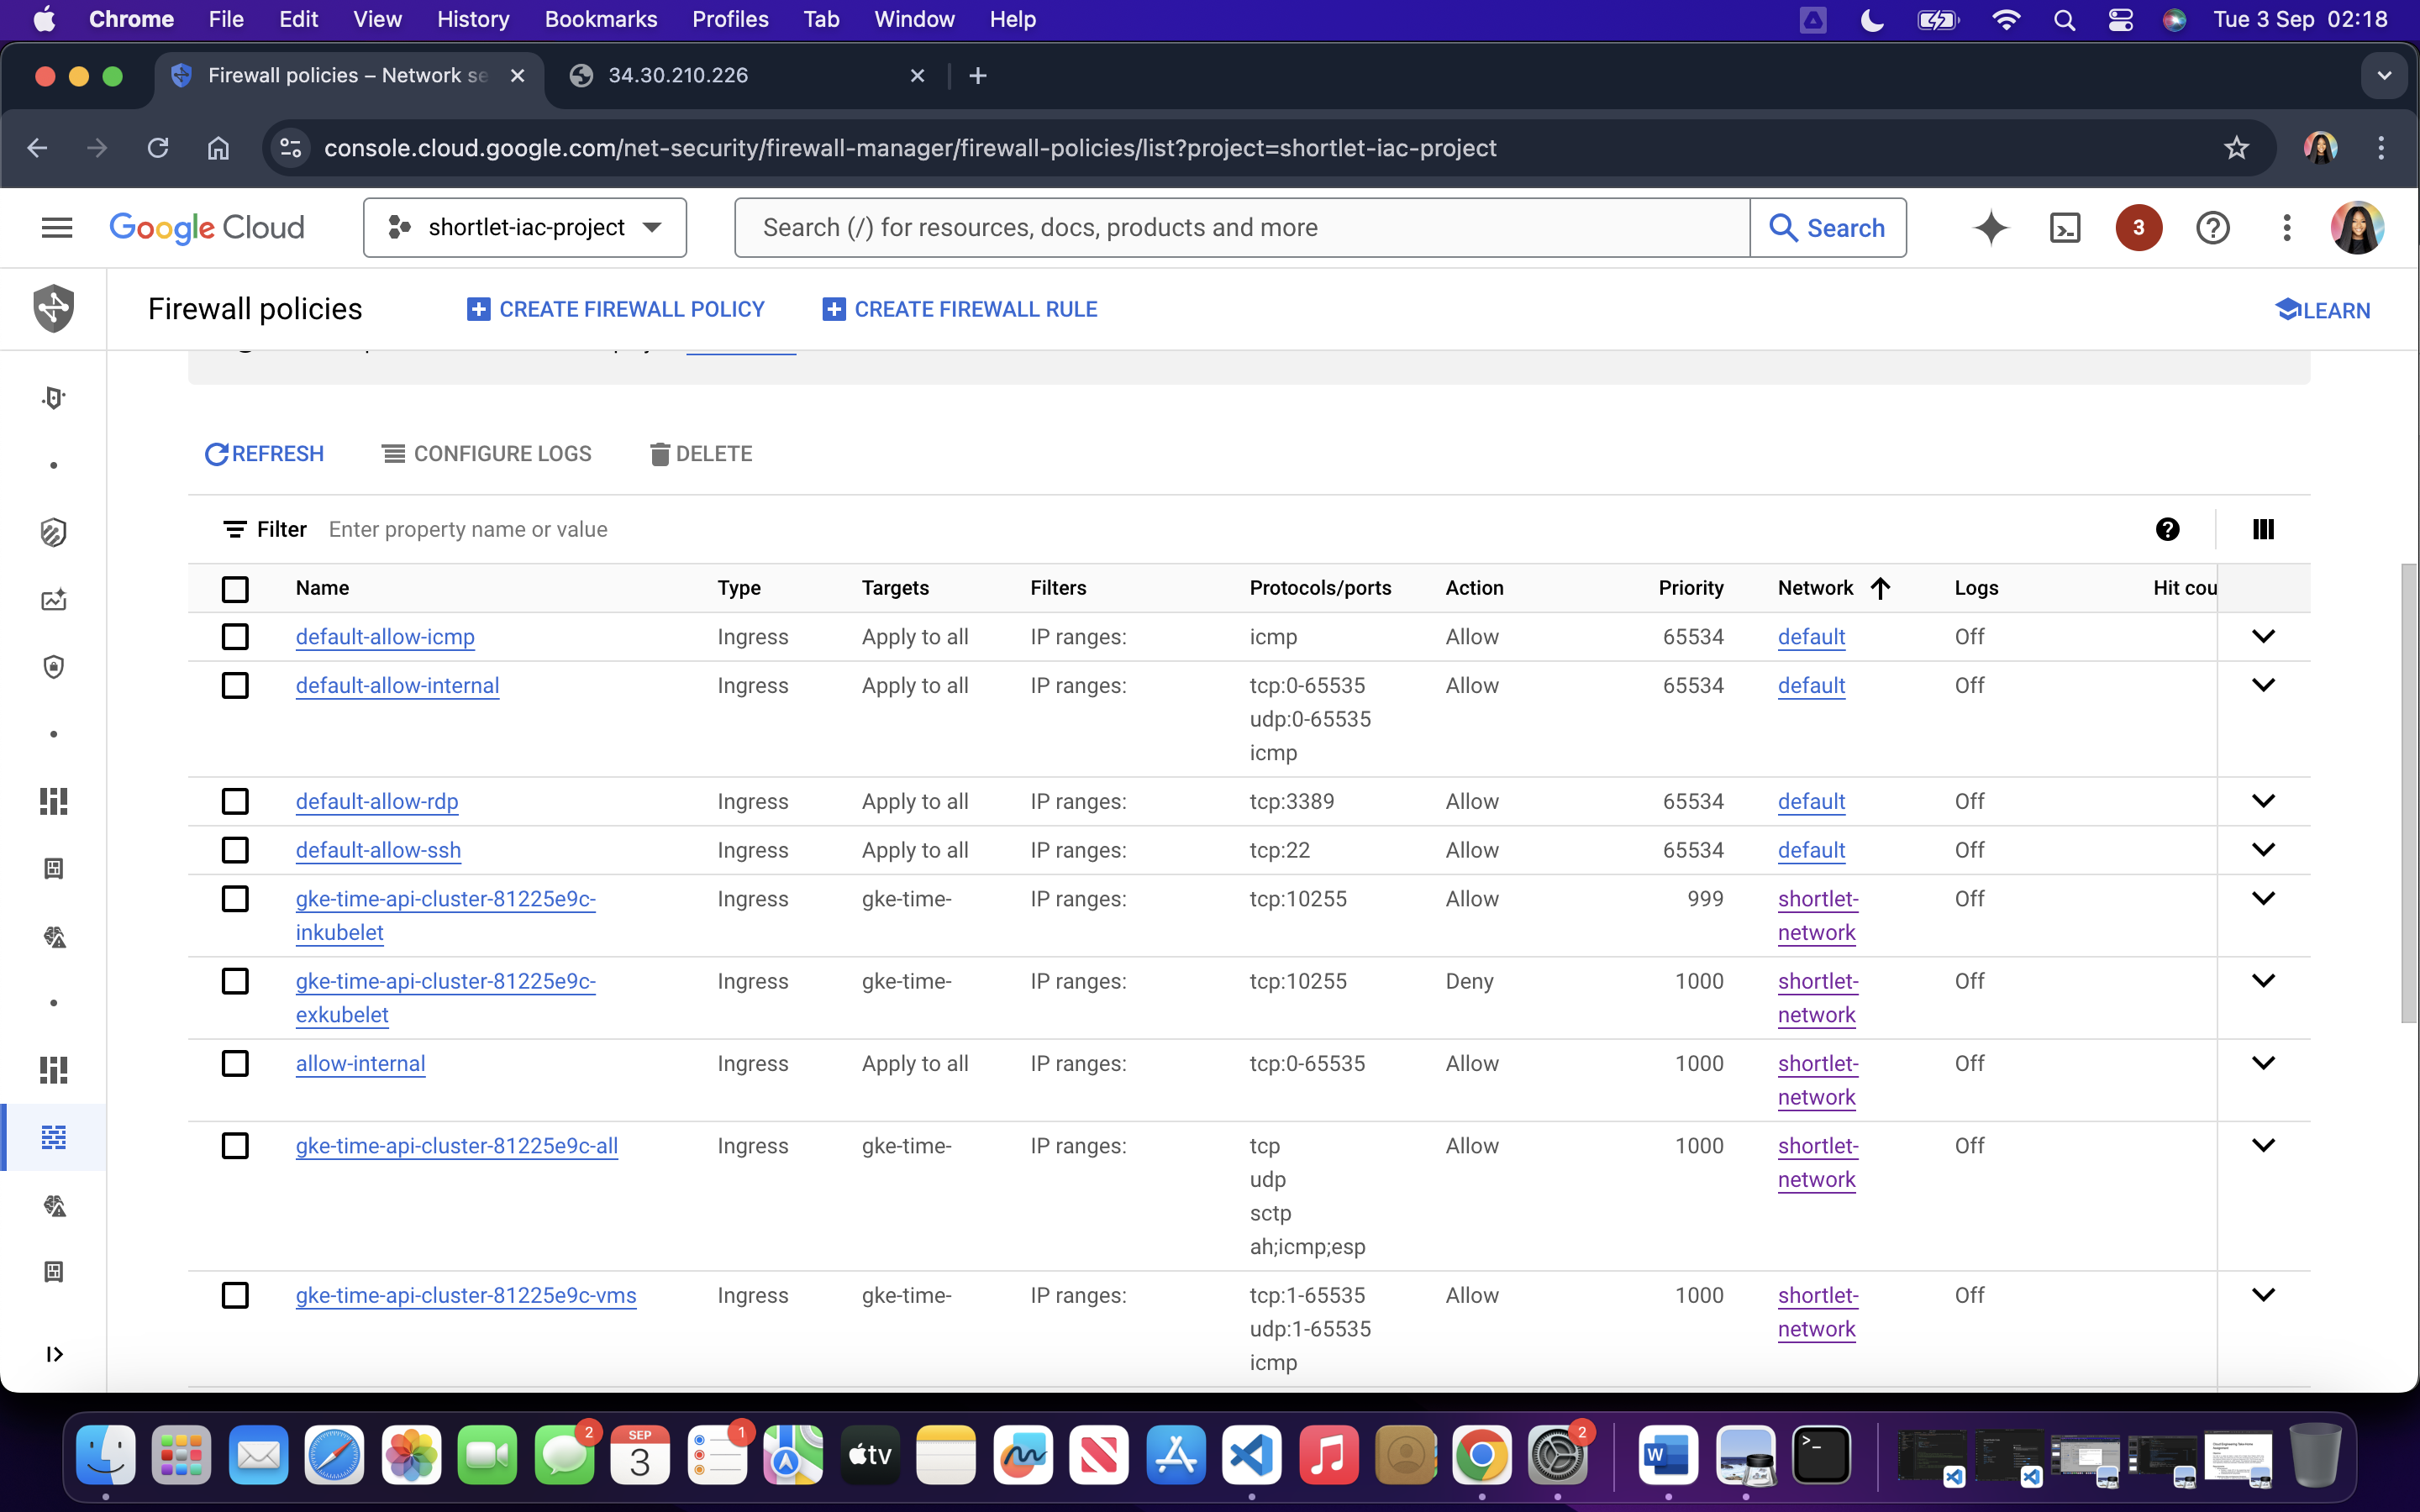 Chrome File Edit View History Bookmarks Profiles Tab Window Help Tue 3 Sep 02:18
Firewall policies – Network se 34.30.210.226
console.cloud.google.com/net-security/firewall-manager/firewall-policies/list?project=shortlet-iac-project
Google Cloud shortlet-iac-project Search (/) for resources, docs, products and more Search 3
Firewall policies CREATE FIREWALL POLICY CREATE FIREWALL RULE LEARN
REFRESH CONFIGURE LOGS DELETE
Filter Enter property name or value
Name Type Targets Filters Protocols/ports Action Priority Network Logs Hit cou
default-allow-icmp Ingress Apply to all IP ranges: icmp Allow 65534 default Off
default-allow-internal Ingress Apply to all IP ranges: tcp:0-65535 Allow 65534 default Off
udp:0-65535
icmp
default-allow-rdp Ingress Apply to all IP ranges: tcp:3389 Allow 65534 default Off
default-allow-ssh Ingress Apply to all IP ranges: tcp:22 Allow 65534 default Off
gke-time-api-cluster-81225e9c- Ingress gke-time- IP ranges: tcp:10255 Allow 999 shortlet- Off
inkubelet network
gke-time-api-cluster-81225e9c- Ingress gke-time- IP ranges: tcp:10255 Deny 1000 shortlet- Off
exkubelet network
allow-internal Ingress Apply to all IP ranges: tcp:0-65535 Allow 1000 shortlet- Off
network
gke-time-api-cluster-81225e9c-all Ingress gke-time- IP ranges: tcp Allow 1000 shortlet- Off
udp network
sctp
ah;icmp;esp
gke-time-api-cluster-81225e9c-vms Ingress gke-time- IP ranges: tcp:1-65535 Allow 1000 shortlet- Off
udp:1-65535 network
icmp
2 SEP 3 1 tv 2 W